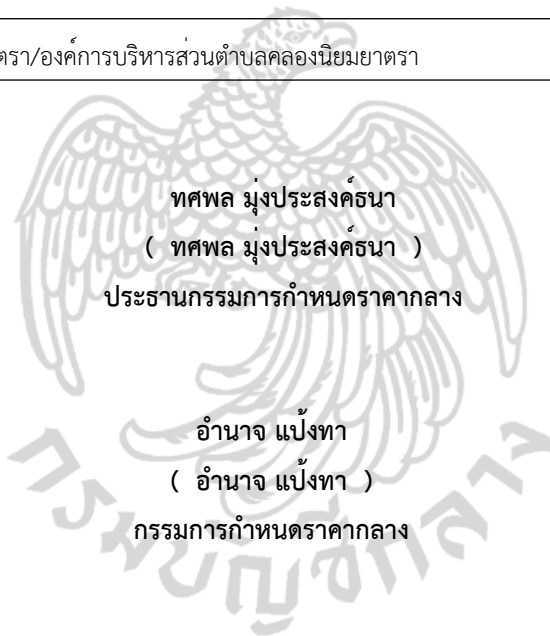 ตรา/องค์การบริหารส่วนตำบลคลองนิยมยาตรา
ทศพล มุ่งประสงค์ธนา
( ทศพล มุ่งประสงค์ธนา )
ประธานกรรมการกำหนดราคากลาง
อำนาจ แป้งทา
( อำนาจ แป้งทา )
กรรมการกำหนดราคากลาง
กรมบัญชีกลาง